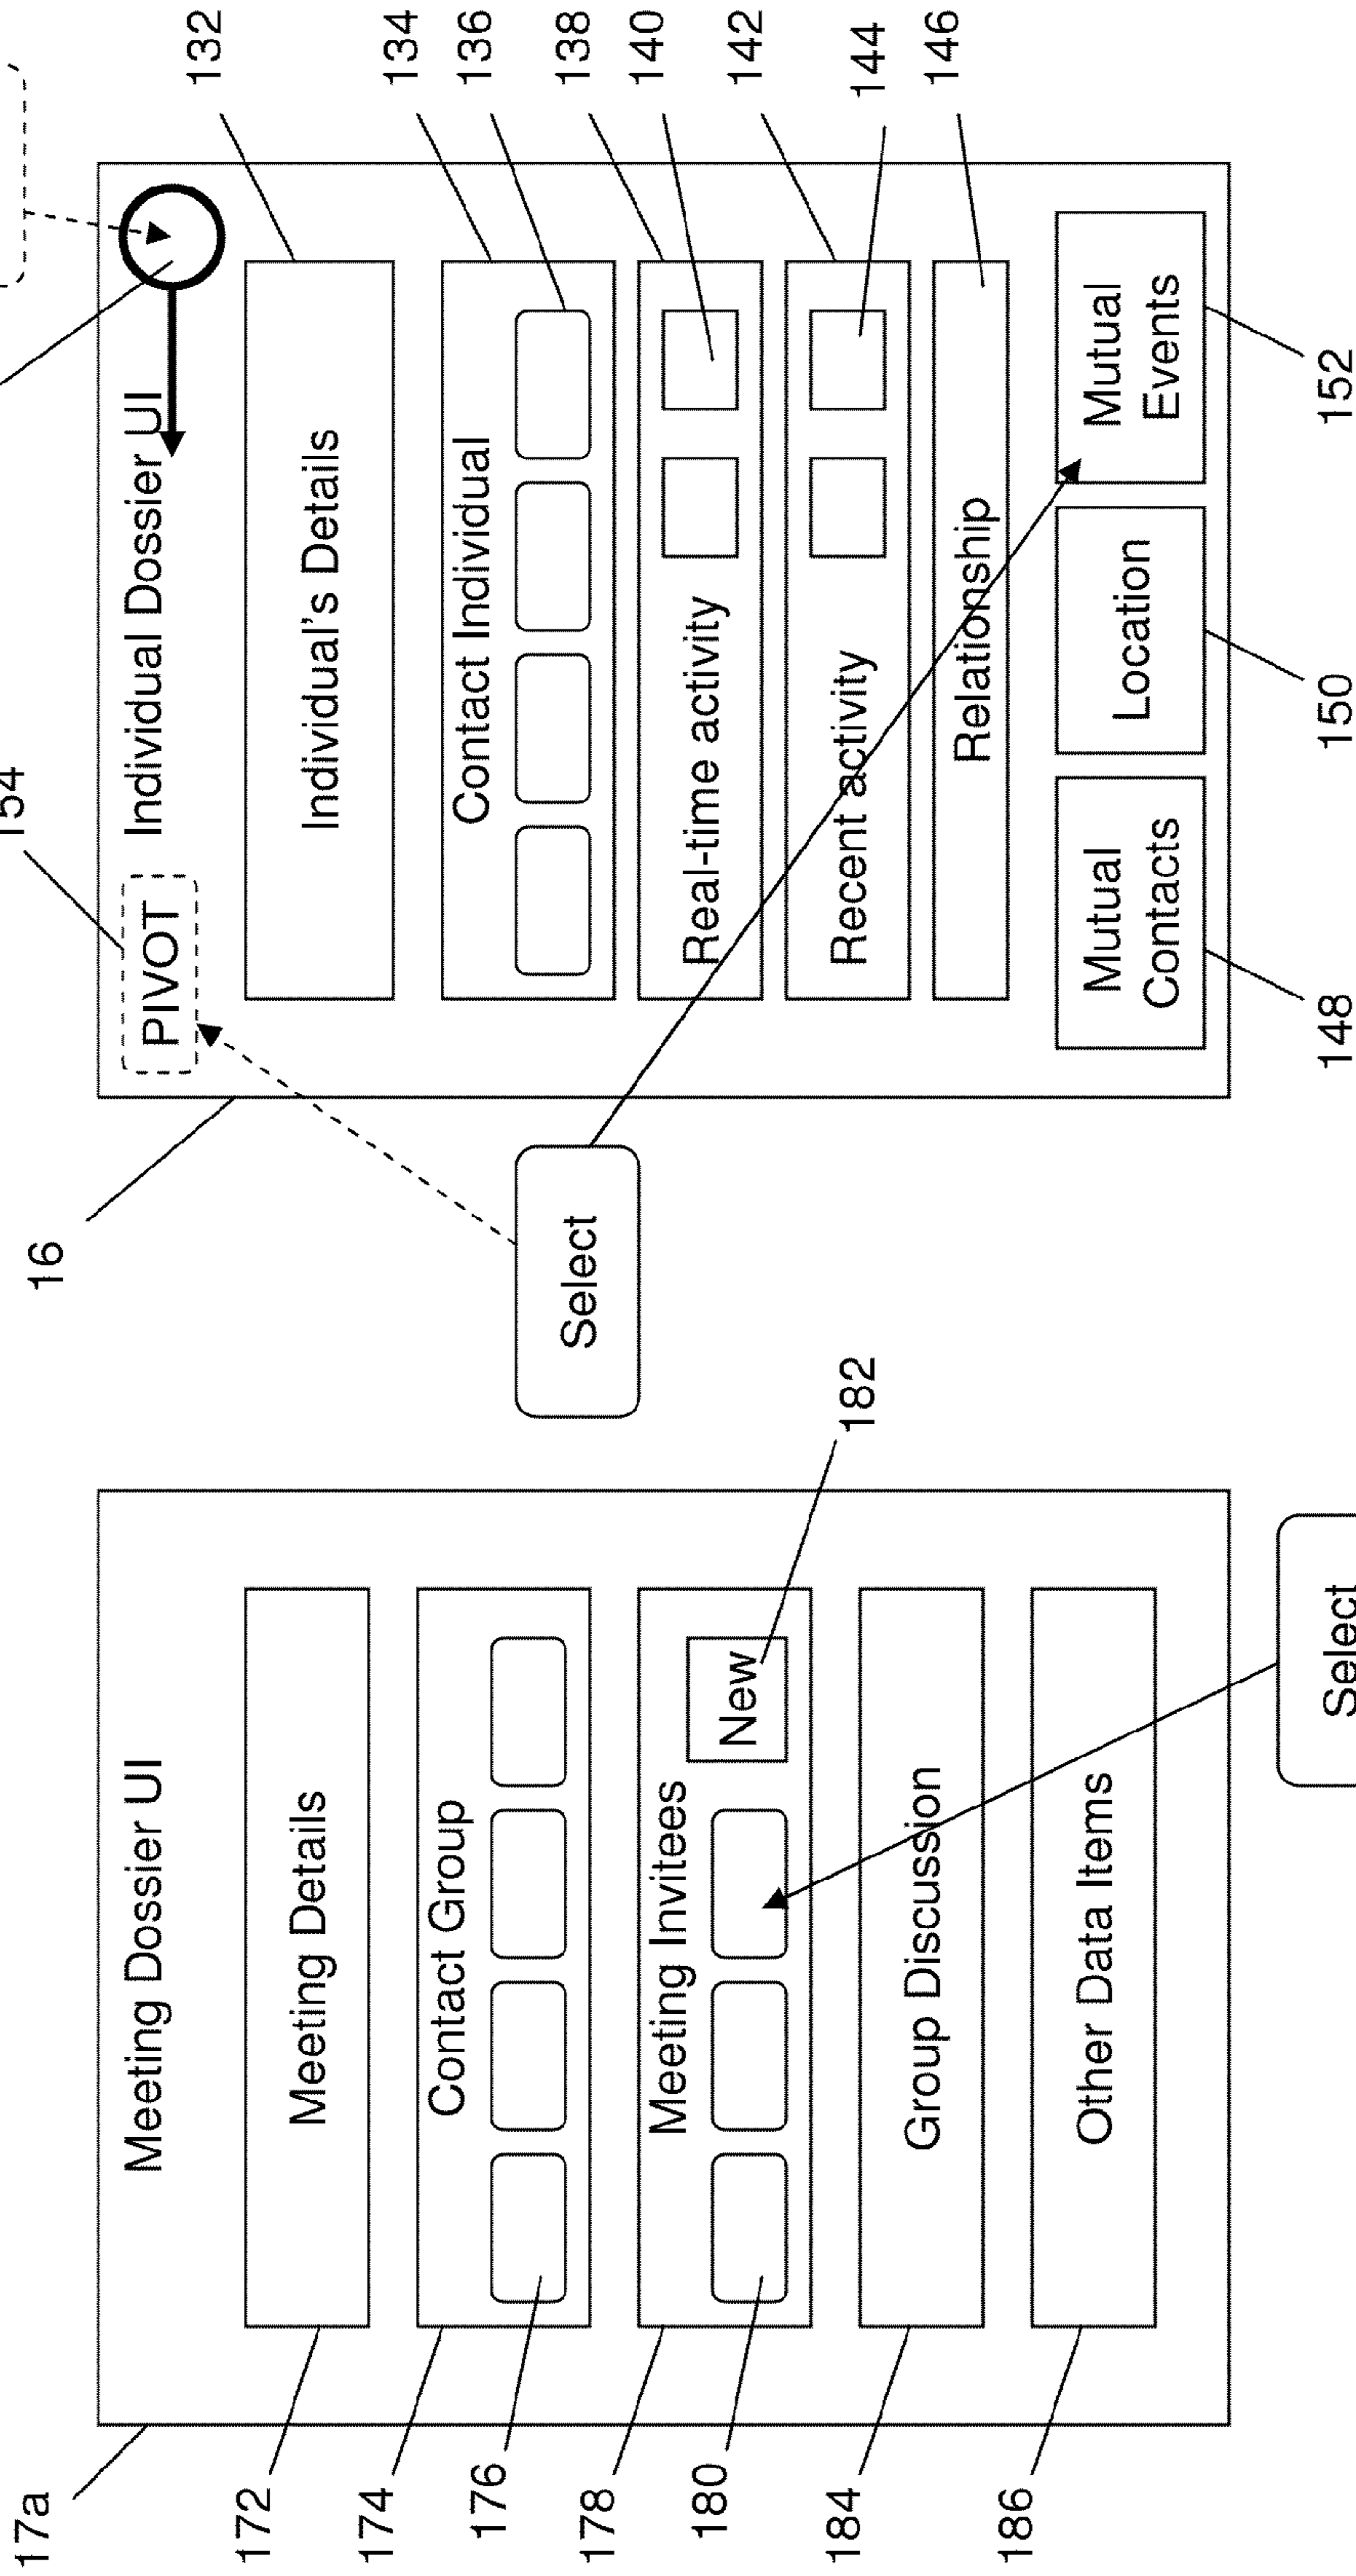 17a
Meeting Dossier UI
172
Meeting Details
174
Contact Group
176
178
Meeting Invitees
180
New
182
184
Group Discussion
186
Other Data Items
Select
16
154
PIVOT
Individual Dossier UI
132
Individual's Details
134
Contact Individual
136
138
Real-time activity
140
142
Recent activity
144
Relationship
146
Select
Mutual
Contacts
Location
Mutual
Events
148
150
152